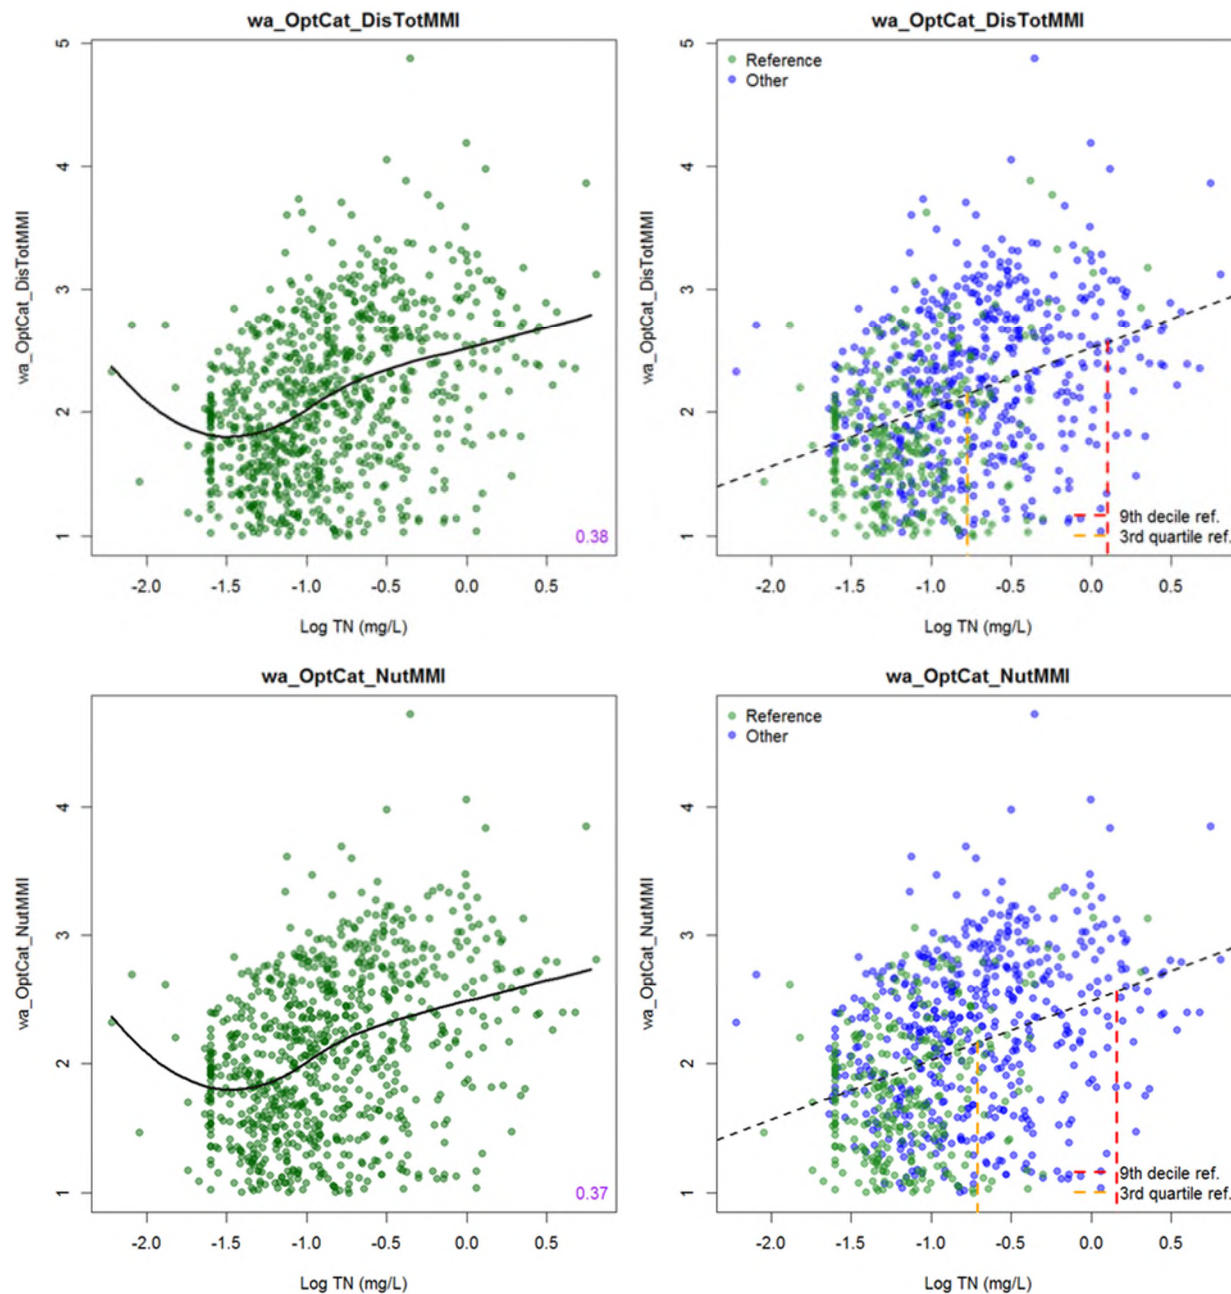 wa_OptCat_DisTotMMI
wa_OptCat_DisTotMMI
5
4
3
2
1
0.38
-2.0 -1.5 -1.0 -0.5 0.0 0.5
Log TN (mg/L)
wa_OptCat_DisTotMMI
wa_OptCat_DisTotMMI
5
4
3
2
1
Reference
Other
9th decile ref.
3rd quartile ref.
-2.0 -1.5 -1.0 -0.5 0.0 0.5
Log TN (mg/L)
wa_OptCat_NutMMI
wa_OptCat_NutMMI
4
3
2
1
0.37
-2.0 -1.5 -1.0 -0.5 0.0 0.5
Log TN (mg/L)
wa_OptCat_NutMMI
wa_OptCat_NutMMI
4
3
2
1
Reference
Other
9th decile ref.
3rd quartile ref.
-2.0 -1.5 -1.0 -0.5 0.0 0.5
Log TN (mg/L)